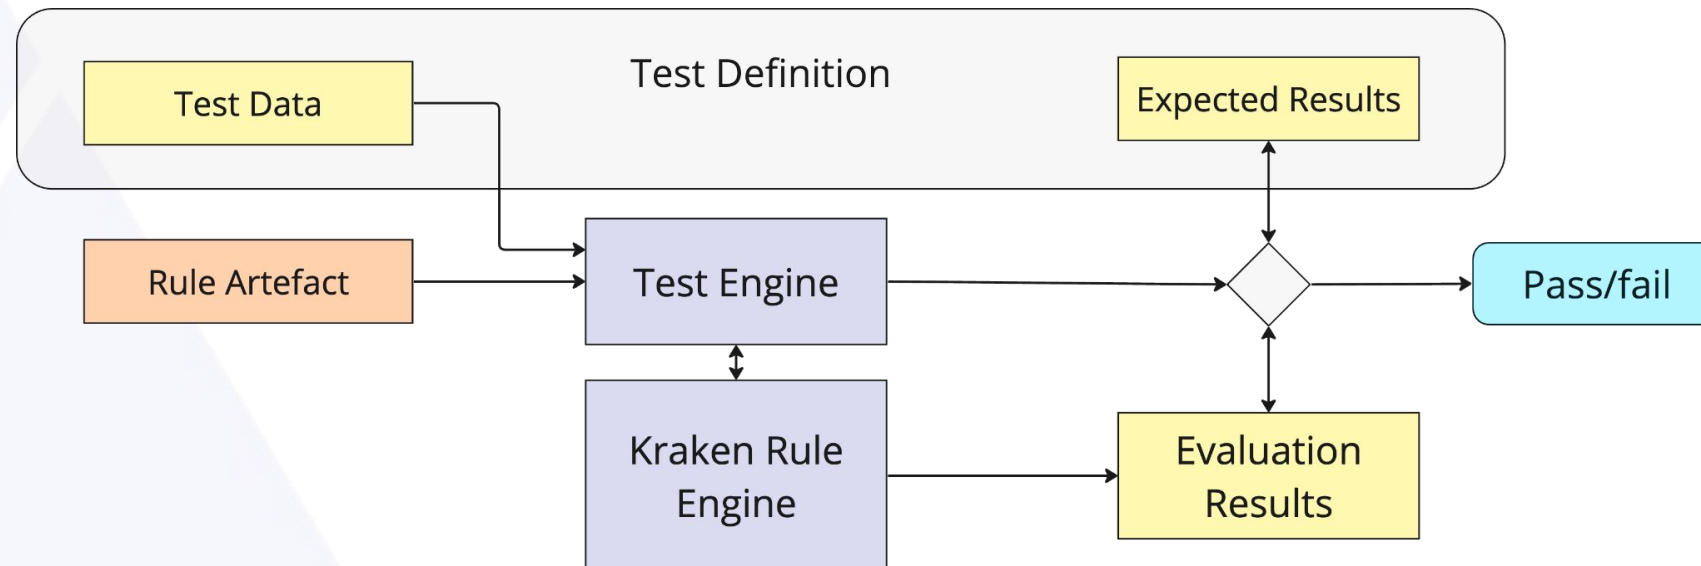 Test Definition
Test Data
Expected Results
Rule Artefact
Test Engine
Pass/fail
Kraken Rule
Engine
Evaluation
Results